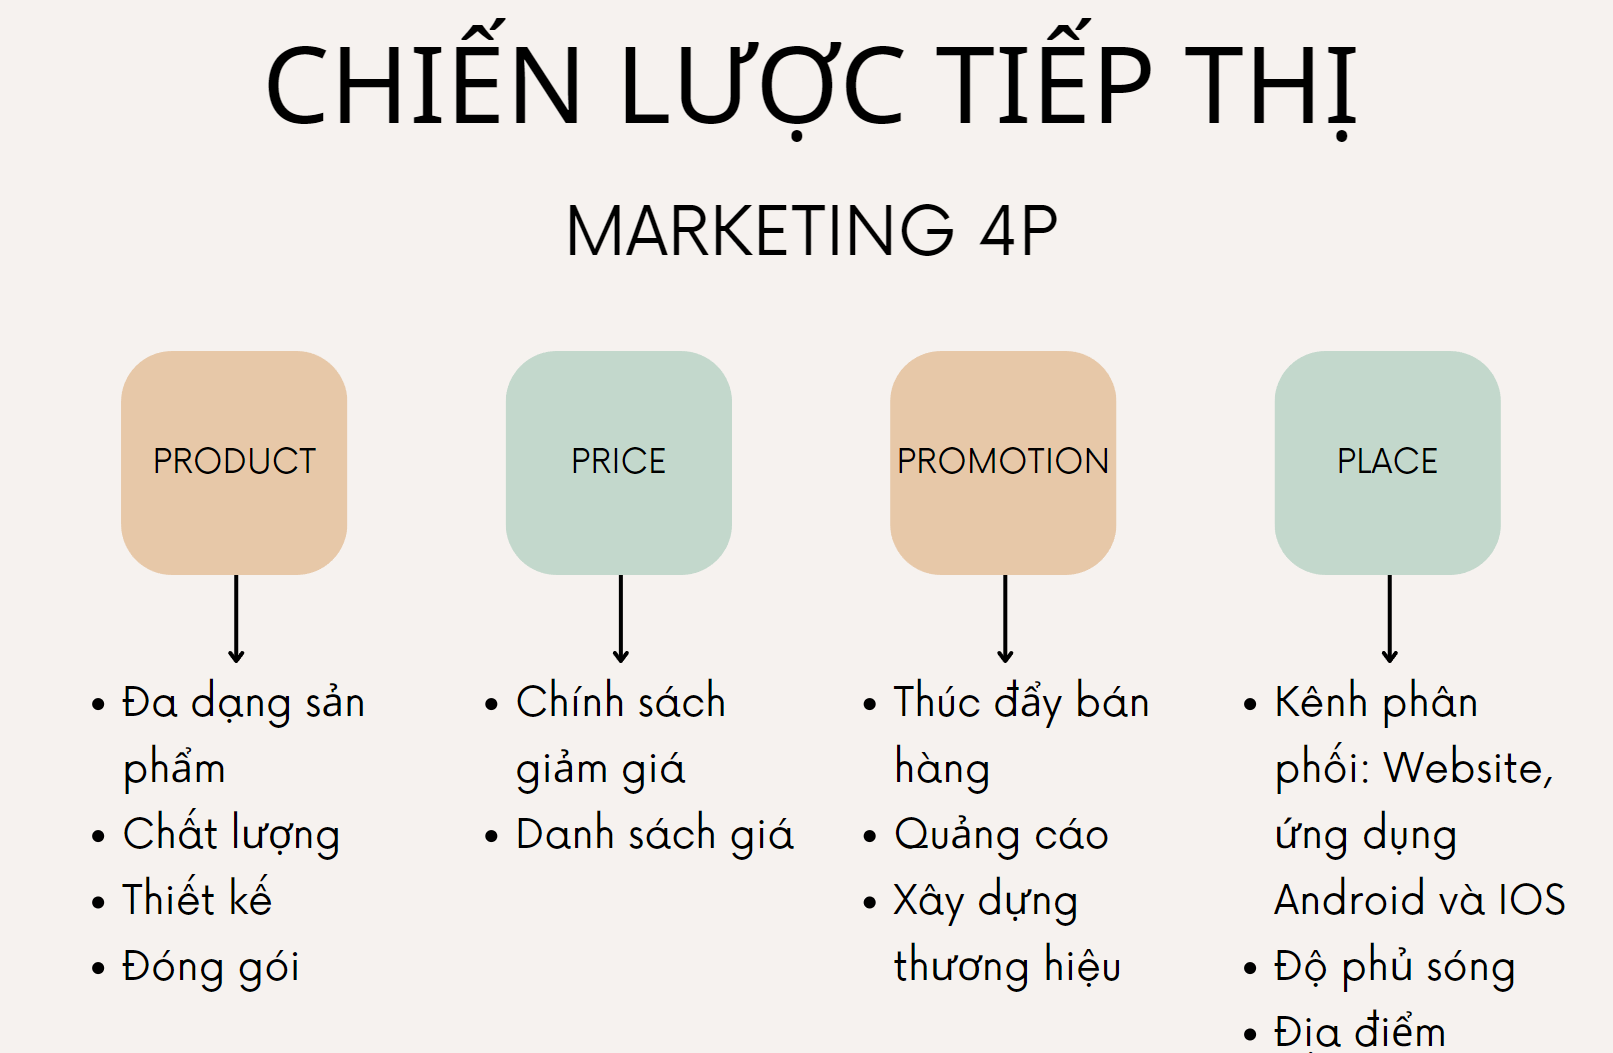 CHIẾN LƯỢC TIẾP THỊ
MARKETING 4P
PRODUCT
• Đa dạng sản
phẩm
• Chất lượng
• Thiết kế
• Đóng gói
PRICE
• Chính sách
giảm giá
• Danh sách giá
PROMOTION
• Thúc đẩy bán
hàng
• Quảng cáo
• Xây dựng
thương hiệu
PLACE
• Kênh phân
phối: Website,
ứng dụng
Android và IOS
• Độ phủ sóng
• Địa điểm